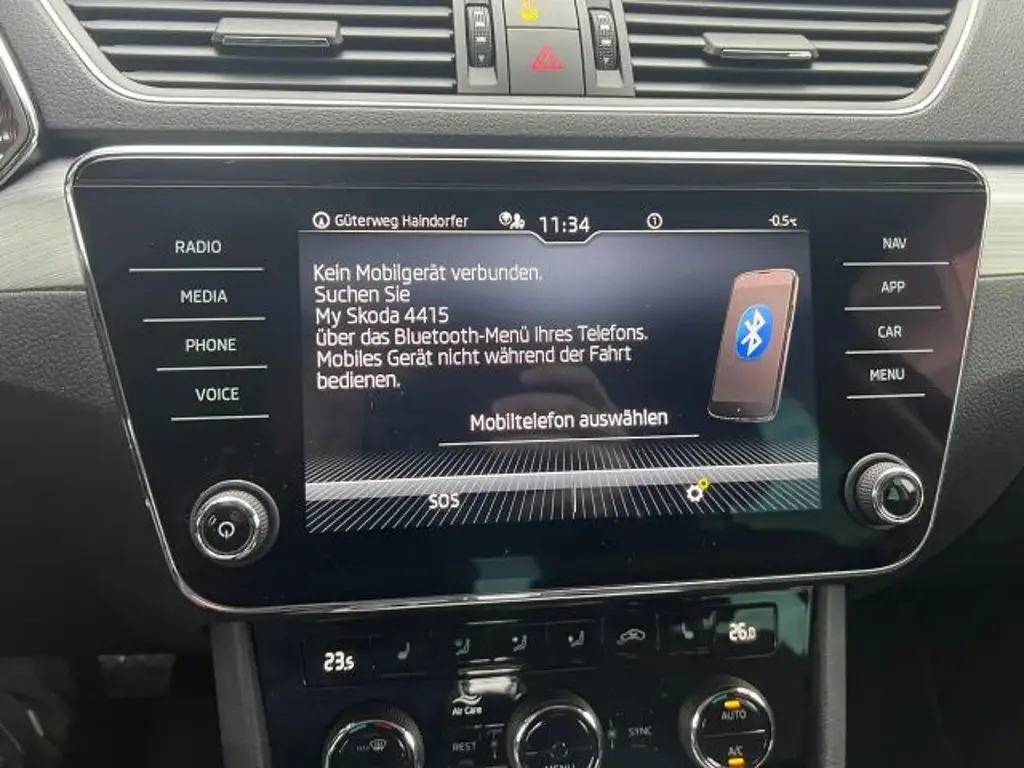 Güterweg Haindorfer 11:34 1 -0.5°C
RADIO
MEDIA
PHONE
VOICE
Kein Mobilgerät verbunden.
Suchen Sie
My Skoda 4415
über das Bluetooth-Menü Ihres Telefons.
Mobiles Gerät nicht während der Fahrt
bedienen.
Mobiltelefon auswählen
SOS
NAV
APP
CAR
MENU
23.5
26.0
Air Care
REST
MENU
SYNC
AUTO
A/C